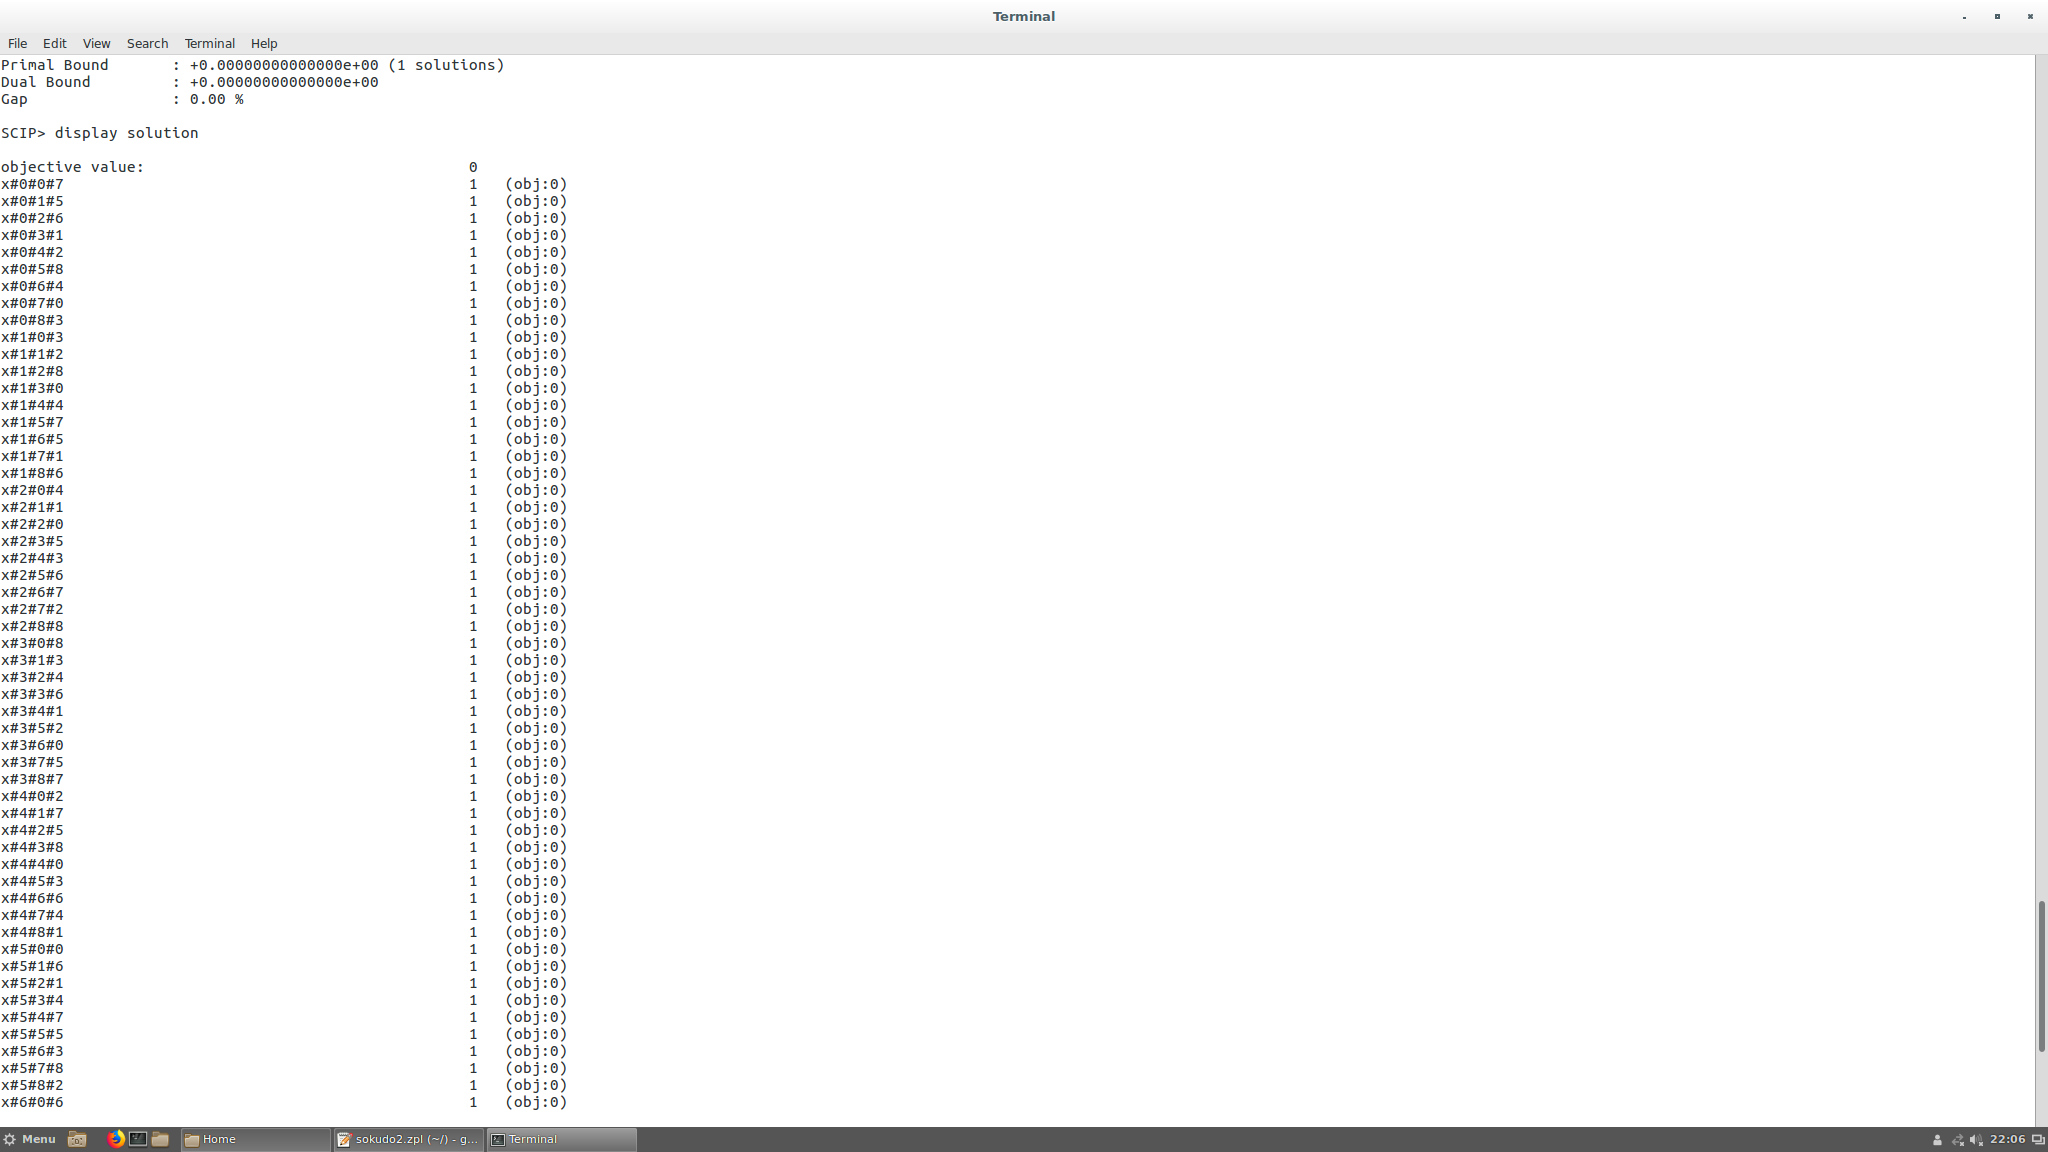 Terminal
File Edit View Search Terminal Help
Primal Bound : +0.00000000000000e+00 (1 solutions)
Dual Bound : +0.00000000000000e+00
Gap : 0.00 %
SCIP> display solution
objective value: 0
x#0#0#7 1 (obj:0)
x#0#1#5 1 (obj:0)
x#0#2#6 1 (obj:0)
x#0#3#1 1 (obj:0)
x#0#4#2 1 (obj:0)
x#0#5#8 1 (obj:0)
x#0#6#4 1 (obj:0)
x#0#7#0 1 (obj:0)
x#0#8#3 1 (obj:0)
x#1#0#3 1 (obj:0)
x#1#1#2 1 (obj:0)
x#1#2#8 1 (obj:0)
x#1#3#0 1 (obj:0)
x#1#4#4 1 (obj:0)
x#1#5#7 1 (obj:0)
x#1#6#5 1 (obj:0)
x#1#7#1 1 (obj:0)
x#1#8#6 1 (obj:0)
x#2#0#4 1 (obj:0)
x#2#1#1 1 (obj:0)
x#2#2#0 1 (obj:0)
x#2#3#5 1 (obj:0)
x#2#4#3 1 (obj:0)
x#2#5#6 1 (obj:0)
x#2#6#7 1 (obj:0)
x#2#7#2 1 (obj:0)
x#2#8#8 1 (obj:0)
x#3#0#8 1 (obj:0)
x#3#1#3 1 (obj:0)
x#3#2#4 1 (obj:0)
x#3#3#6 1 (obj:0)
x#3#4#1 1 (obj:0)
x#3#5#2 1 (obj:0)
x#3#6#0 1 (obj:0)
x#3#7#5 1 (obj:0)
x#3#8#7 1 (obj:0)
x#4#0#2 1 (obj:0)
x#4#1#7 1 (obj:0)
x#4#2#5 1 (obj:0)
x#4#3#8 1 (obj:0)
x#4#4#0 1 (obj:0)
x#4#5#3 1 (obj:0)
x#4#6#6 1 (obj:0)
x#4#7#4 1 (obj:0)
x#4#8#1 1 (obj:0)
x#5#0#0 1 (obj:0)
x#5#1#6 1 (obj:0)
x#5#2#1 1 (obj:0)
x#5#3#4 1 (obj:0)
x#5#4#7 1 (obj:0)
x#5#5#5 1 (obj:0)
x#5#6#3 1 (obj:0)
x#5#7#8 1 (obj:0)
x#5#8#2 1 (obj:0)
x#6#0#6 1 (obj:0)
Menu Home sokudo2.zpl (~/) - g... Terminal 22:06